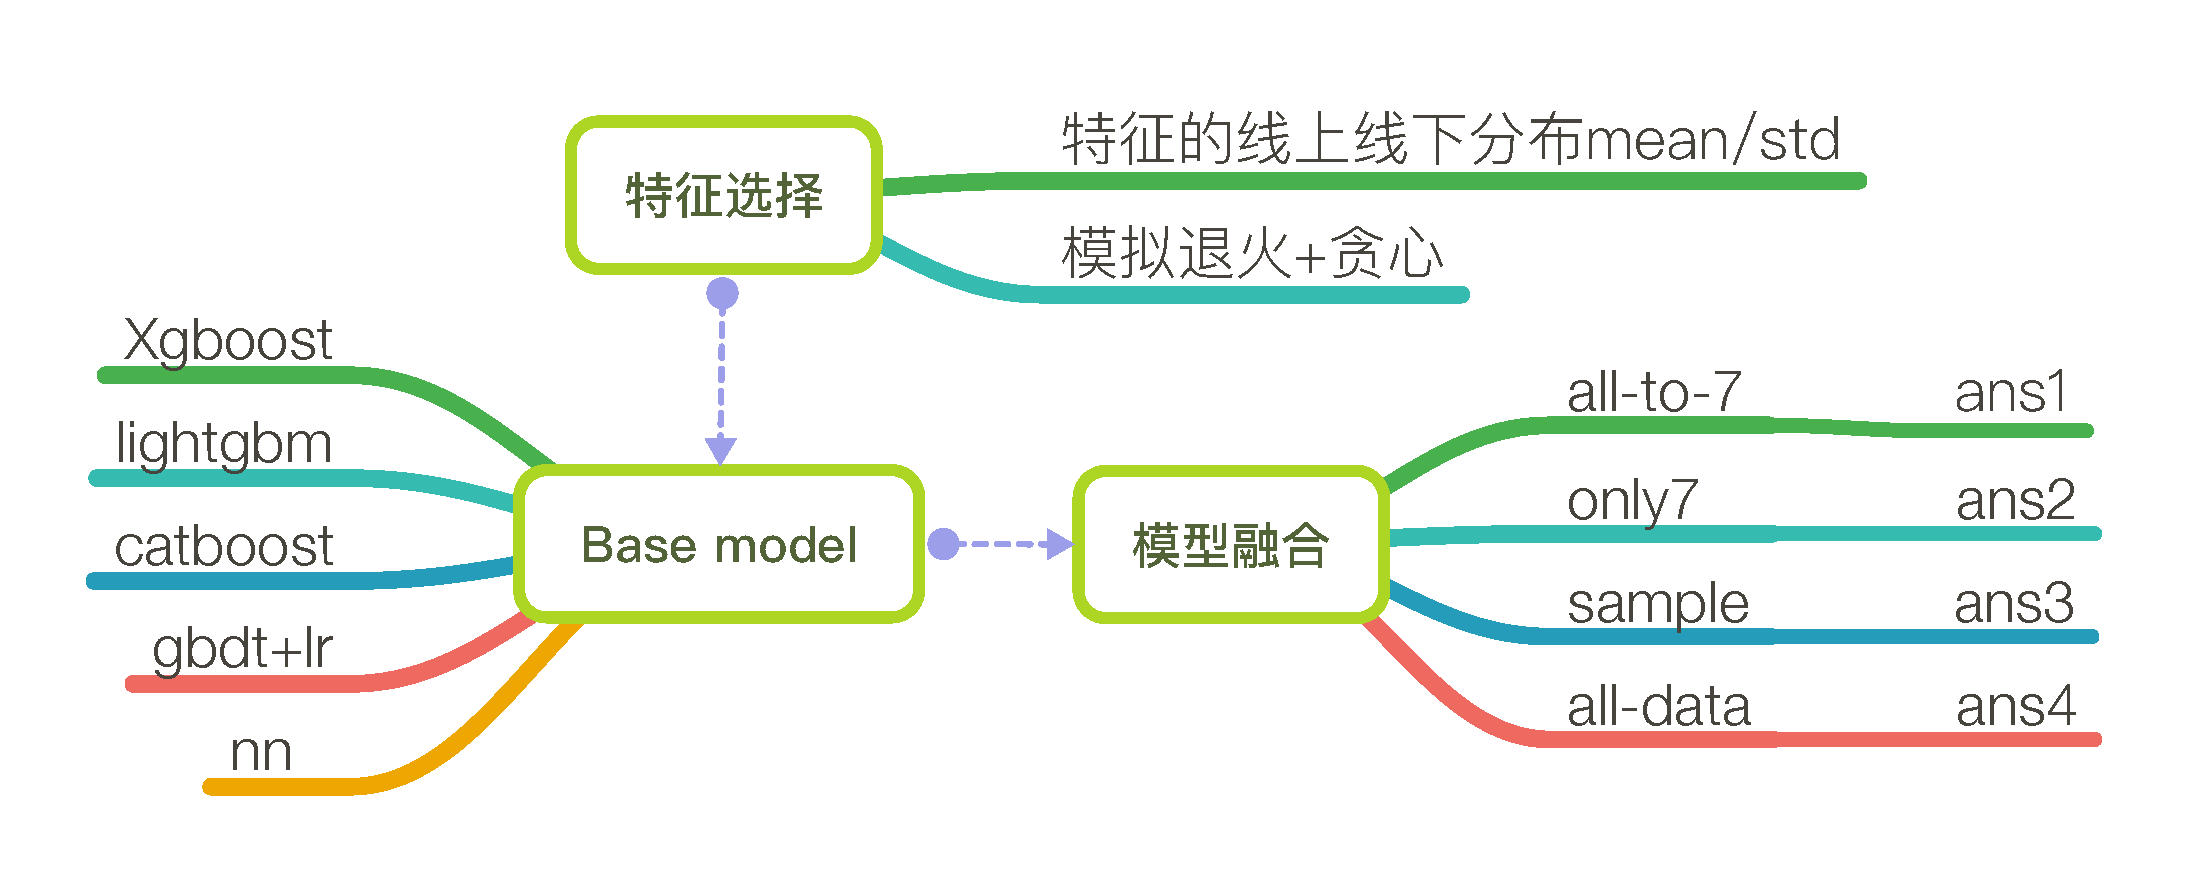 特征的线上线下分布mean/std
特征选择
模拟退火+贪心
Xgboost
lightgbm
catboost
gbdt+lr
nn
Base model
模型融合
all-to-7 ans1
only7 ans2
sample ans3
all-data ans4